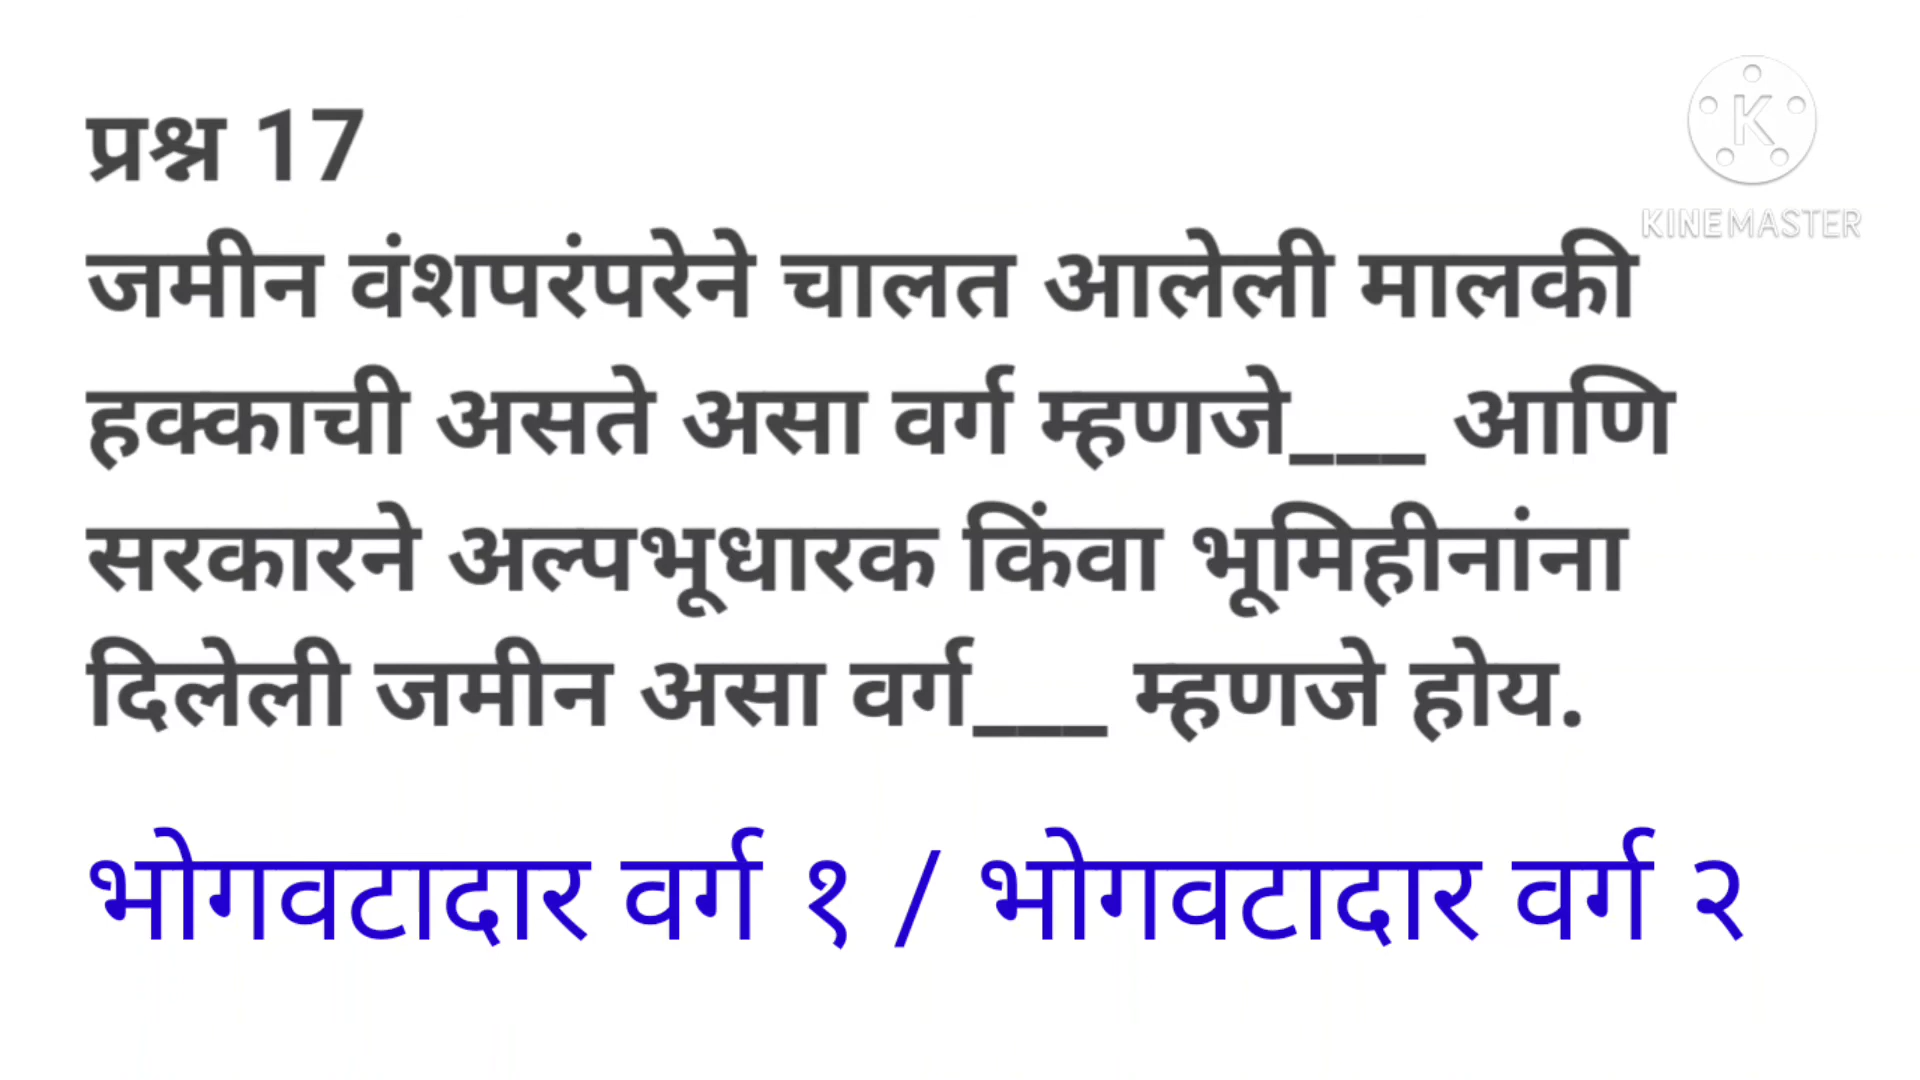 प्रश्न 17
KINEMASTER
जमीन वंशपरंपरेने चालत आलेली मालकी
हक्काची असते असा वर्ग म्हणजे___ आणि
सरकारने अल्पभूधारक किंवा भूमिहीनांना
दिलेली जमीन असा वर्ग___ म्हणजे होय.
भोगवटादार वर्ग १ / भोगवटादार वर्ग २